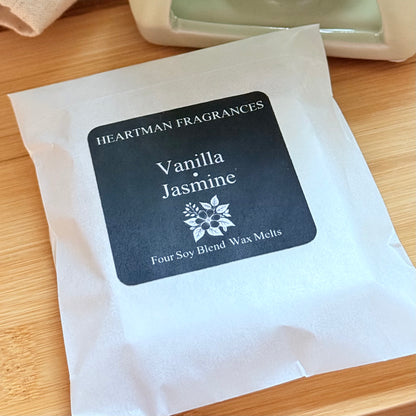 HEARTMAN FRAGRANCES
Vanilla
•
Jasmine
Four Soy Blend Wax Melts